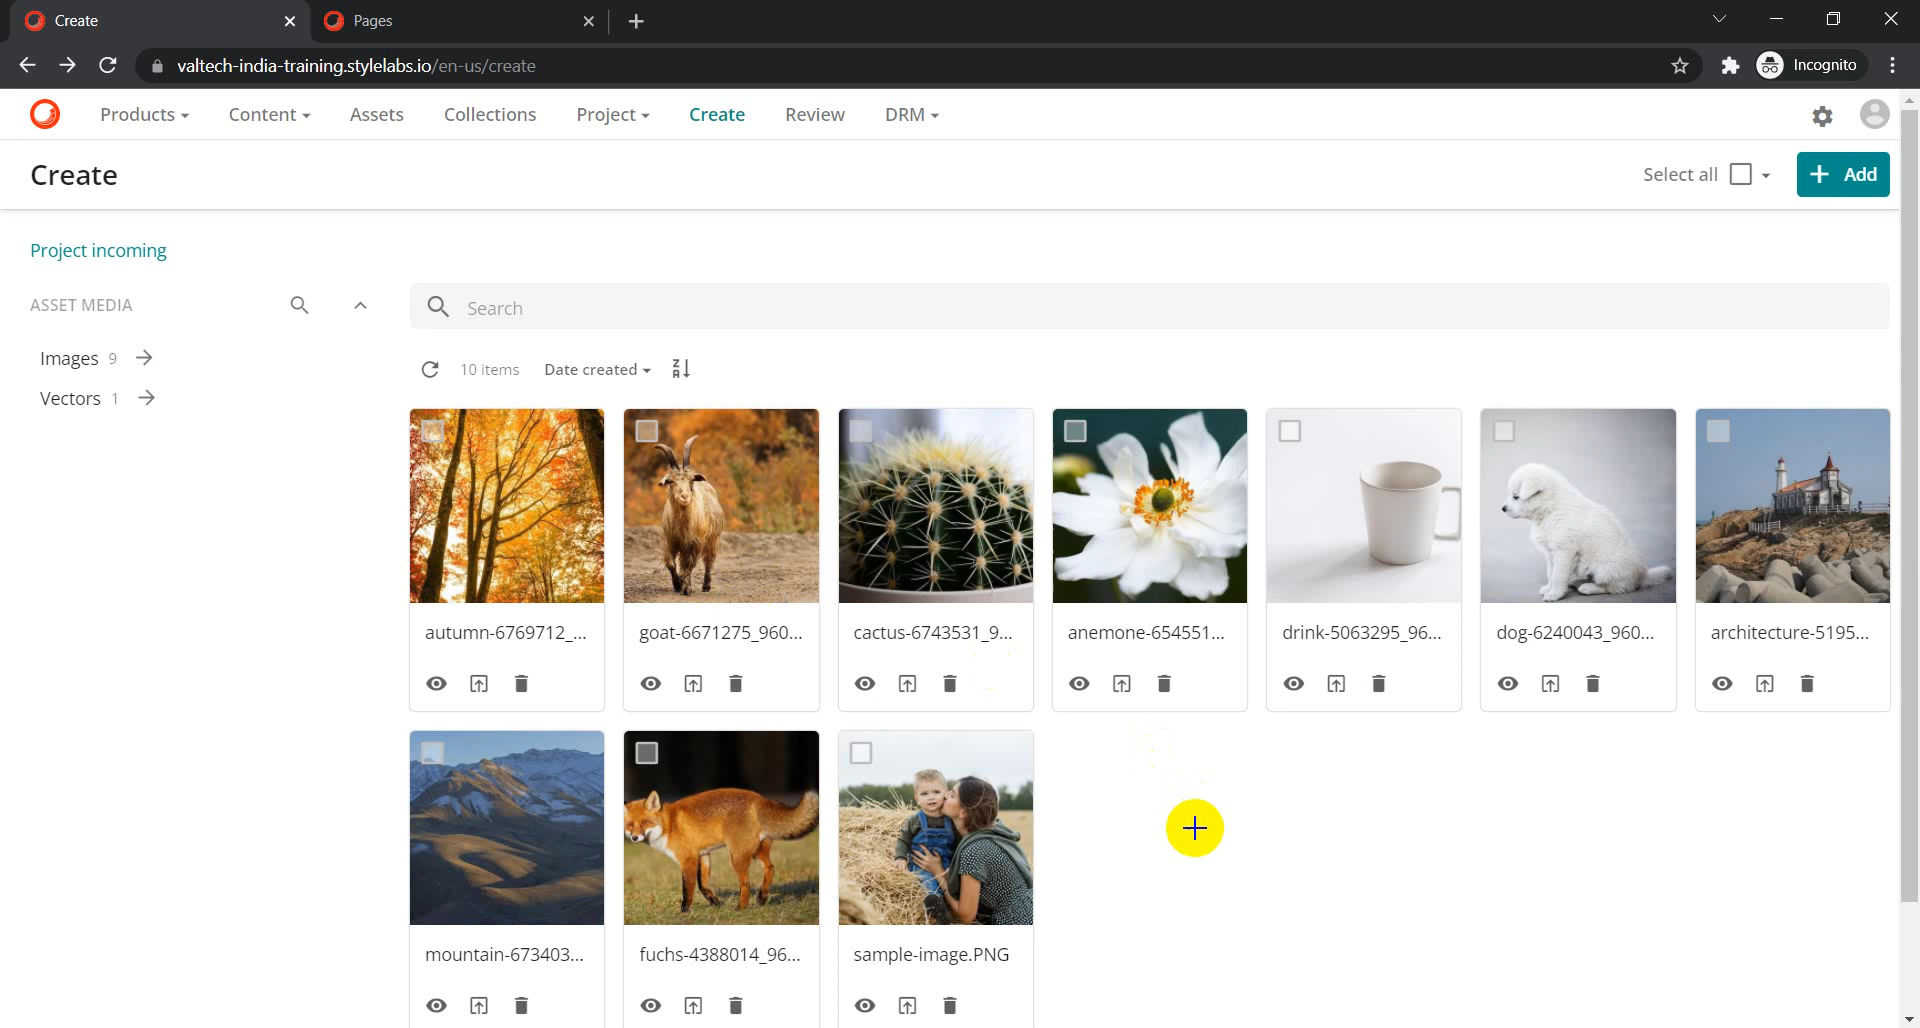 Create
Pages
valtech-india-training.stylelabs.io/en-us/create
Incognito
Products
Content
Assets
Collections
Project
Create
Review
DRM
Create
Select all
Add
Project incoming
ASSET MEDIA
Search
Images 9
Vectors 1
10 items
Date created
autumn-6769712_...
goat-6671275_960...
cactus-6743531_9...
anemone-654551...
drink-5063295_96...
dog-6240043_960...
architecture-5195...
mountain-673403...
fuchs-4388014_96...
sample-image.PNG